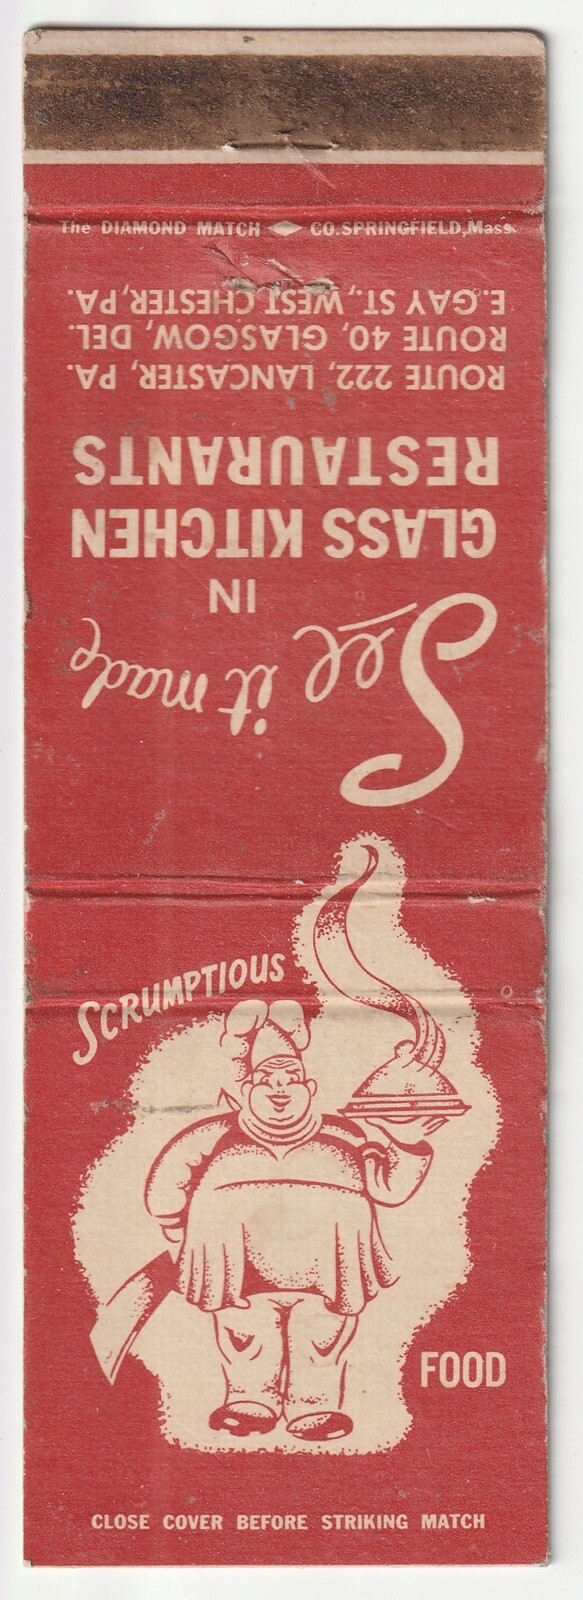 The DIAMOND MATCH CO. SPRINGFIELD, Mass.
See it made
IN
GLASS KITCHEN
RESTAURANTS
ROUTE 222, LANCASTER, PA.
ROUTE 40, GLASGOW, DEL.
E. GAY ST., WEST CHESTER, PA.
SCRUMPTIOUS
FOOD
CLOSE COVER BEFORE STRIKING MATCH